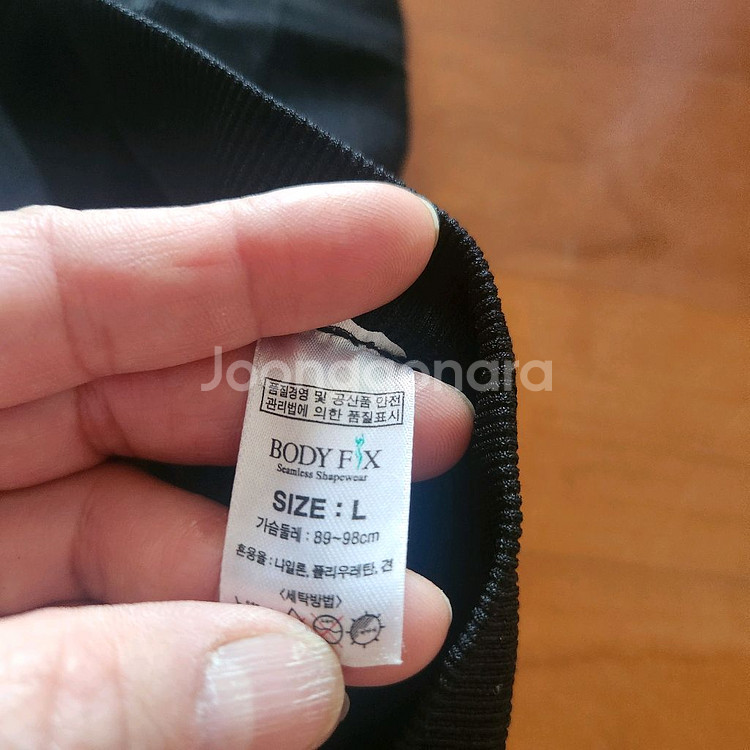 품질경영 및 공산품 안전
관리법에 의한 품질표시
BODY FIX
Seamless Shapewear
SIZE : L
가슴둘레 : 89~98cm
혼용율 : 나일론, 폴리우레탄, 견
<세탁방법>
Joongonara